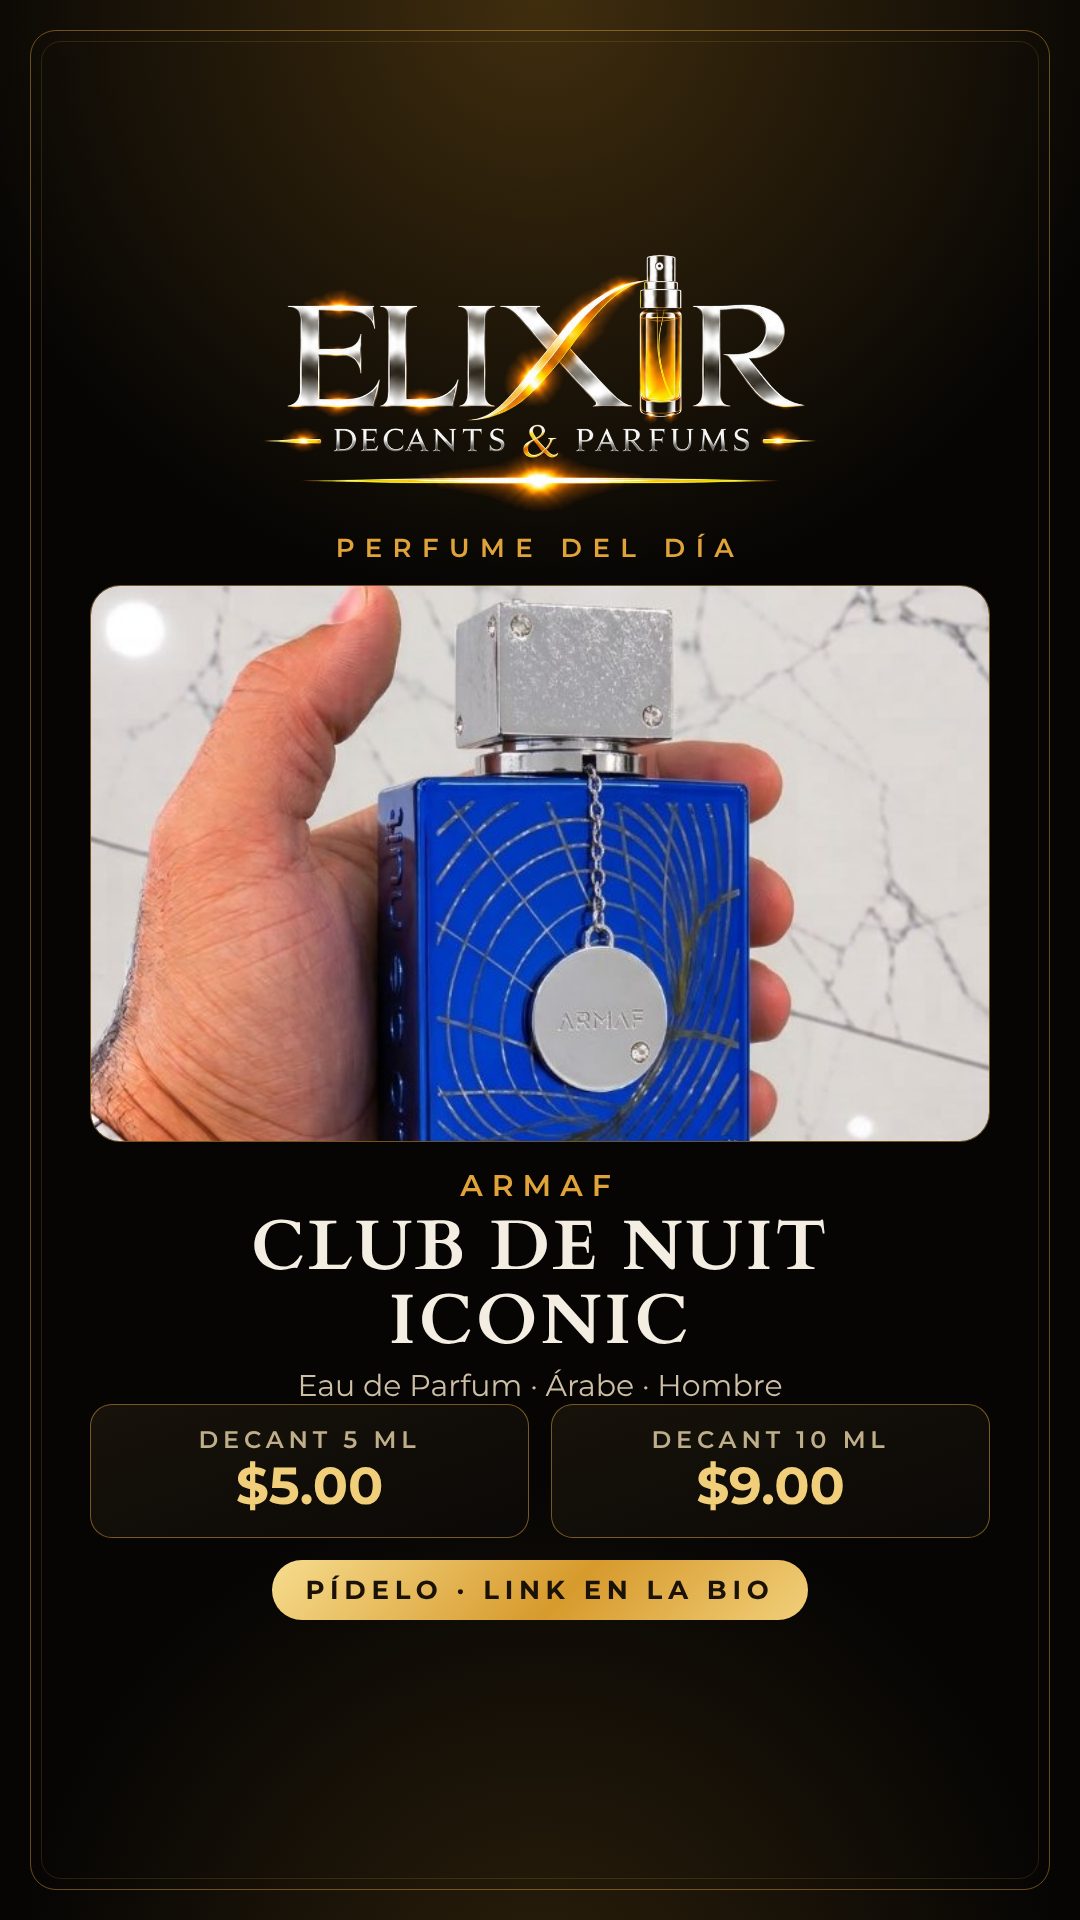 ELIXIR
DECANTS & PARFUMS
PERFUME DEL DÍA
nuit
ARMAF
ARMAF
CLUB DE NUIT
ICONIC
Eau de Parfum · Árabe · Hombre
DECANT 5 ML
$5.00
DECANT 10 ML
$9.00
PÍDELO · LINK EN LA BIO